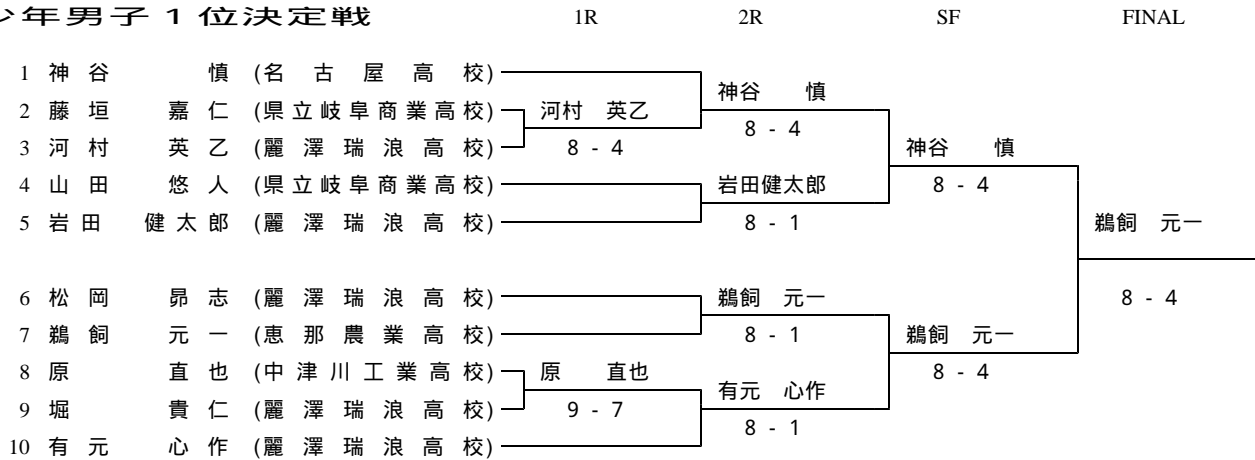 少年男子１位決定戦 1R 2R SF FINAL
1 神谷 慎 (名古屋高校)
神谷 慎
2 藤垣 嘉仁 (県立岐阜商業高校) 河村 英乙
8 - 4
3 河村 英乙 (麗澤瑞浪高校) 8 - 4 神谷 慎
4 山田 悠人 (県立岐阜商業高校) 岩田健太郎 8 - 4
5 岩田 健太郎 (麗澤瑞浪高校) 8 - 1 鵜飼 元一
6 松岡 昴志 (麗澤瑞浪高校) 鵜飼 元一 8 - 4
7 鵜飼 元一 (恵那農業高校) 8 - 1 鵜飼 元一
8 原 直也 (中津川工業高校) 原 直也 8 - 4
有元 心作
9 堀 貴仁 (麗澤瑞浪高校) 9 - 7
8 - 1
10 有元 心作 (麗澤瑞浪高校)